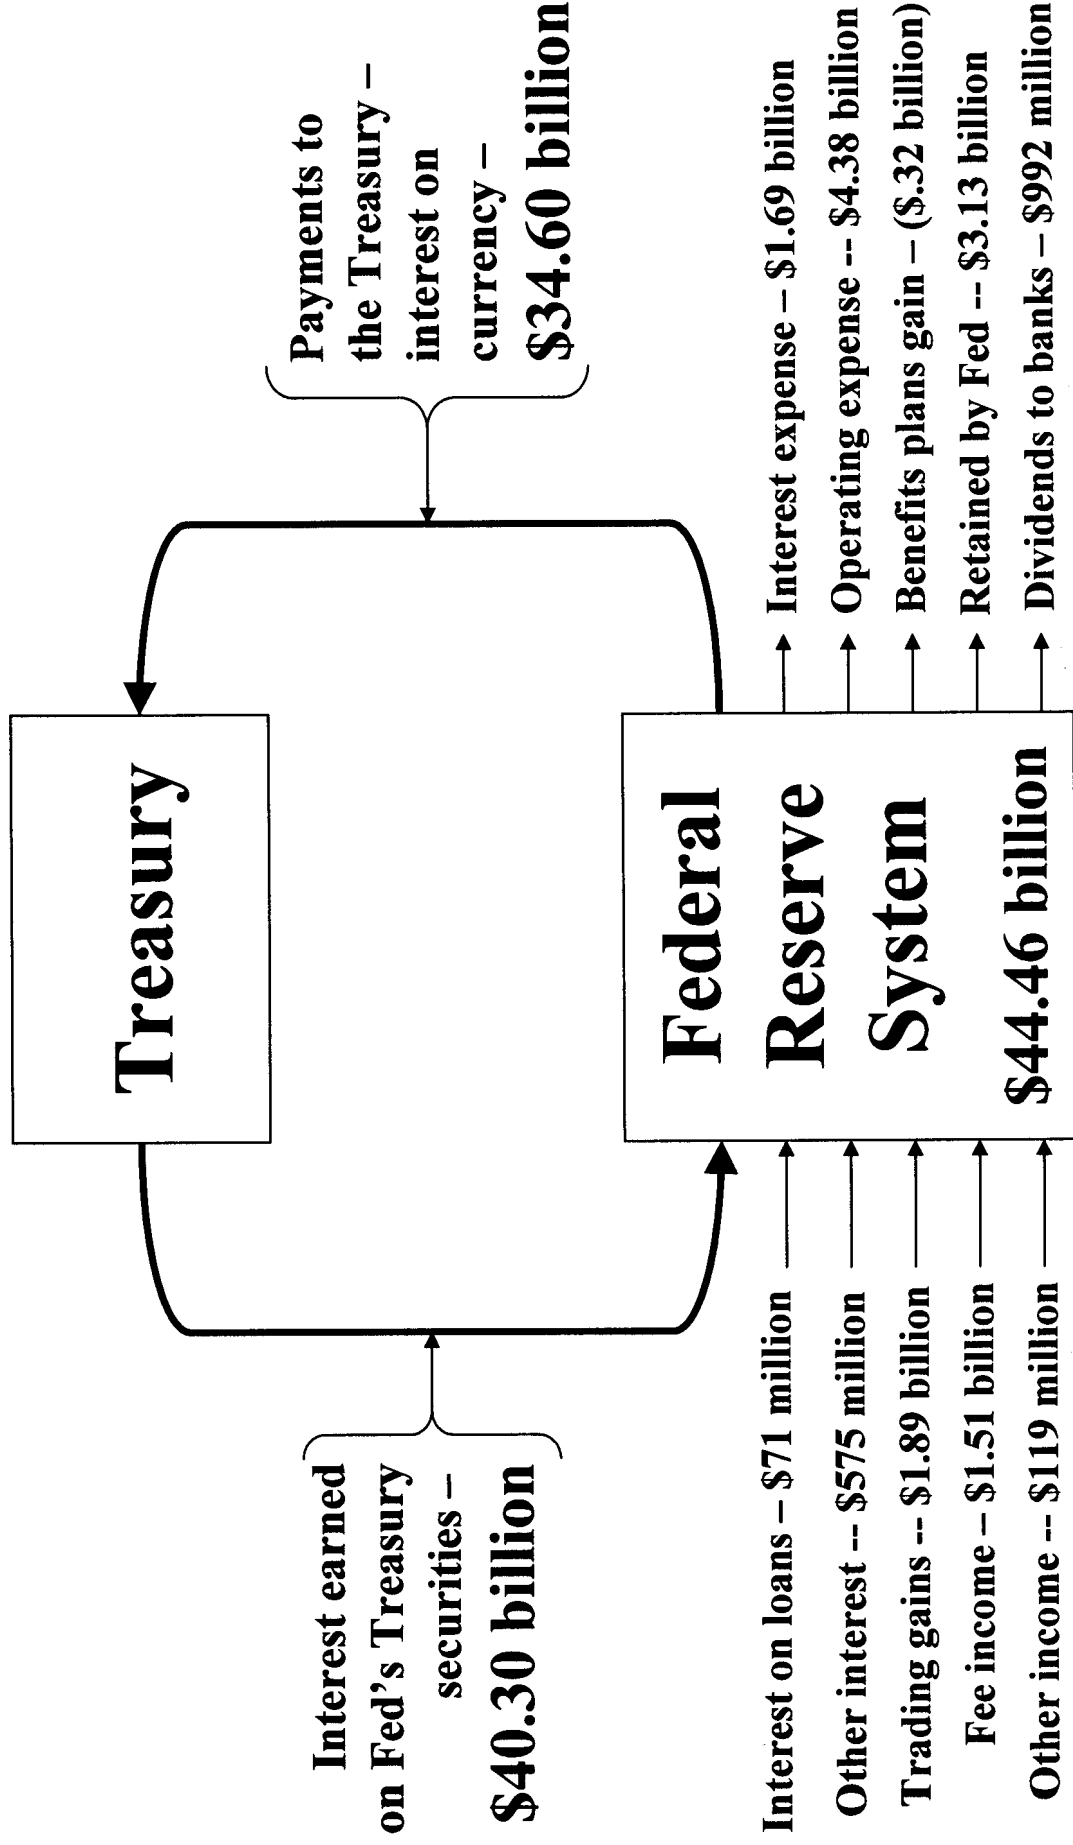 Treasury
Interest earned
on Fed's Treasury
securities –
$40.30 billion
Payments to
the Treasury –
interest on
currency –
$34.60 billion
Federal
Reserve
System
$44.46 billion
Interest on loans – $71 million
Other interest -- $575 million
Trading gains -- $1.89 billion
Fee income – $1.51 billion
Other income -- $119 million
Interest expense – $1.69 billion
Operating expense -- $4.38 billion
Benefits plans gain – ($.32 billion)
Retained by Fed -- $3.13 billion
Dividends to banks – $992 million